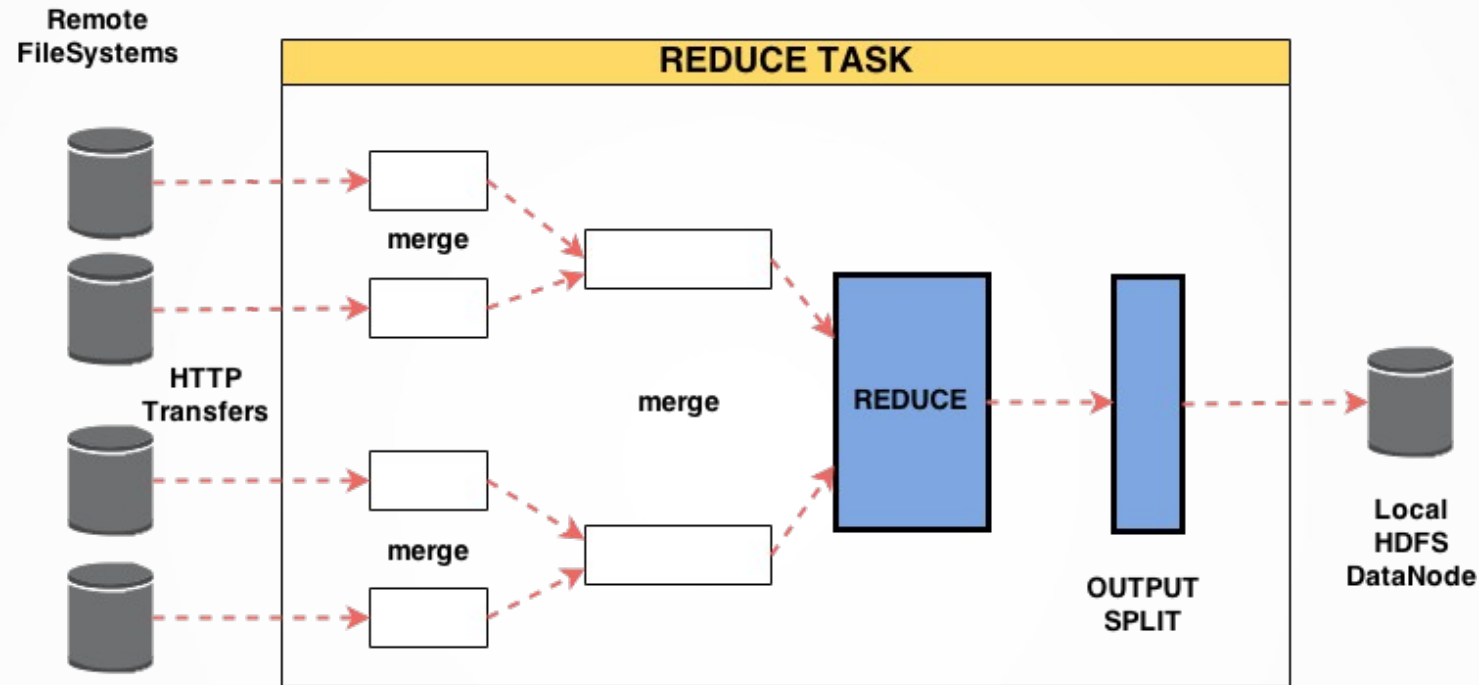 Remote
FileSystems
REDUCE TASK
merge
HTTP
Transfers
merge
REDUCE
merge
OUTPUT
SPLIT
Local
HDFS
DataNode